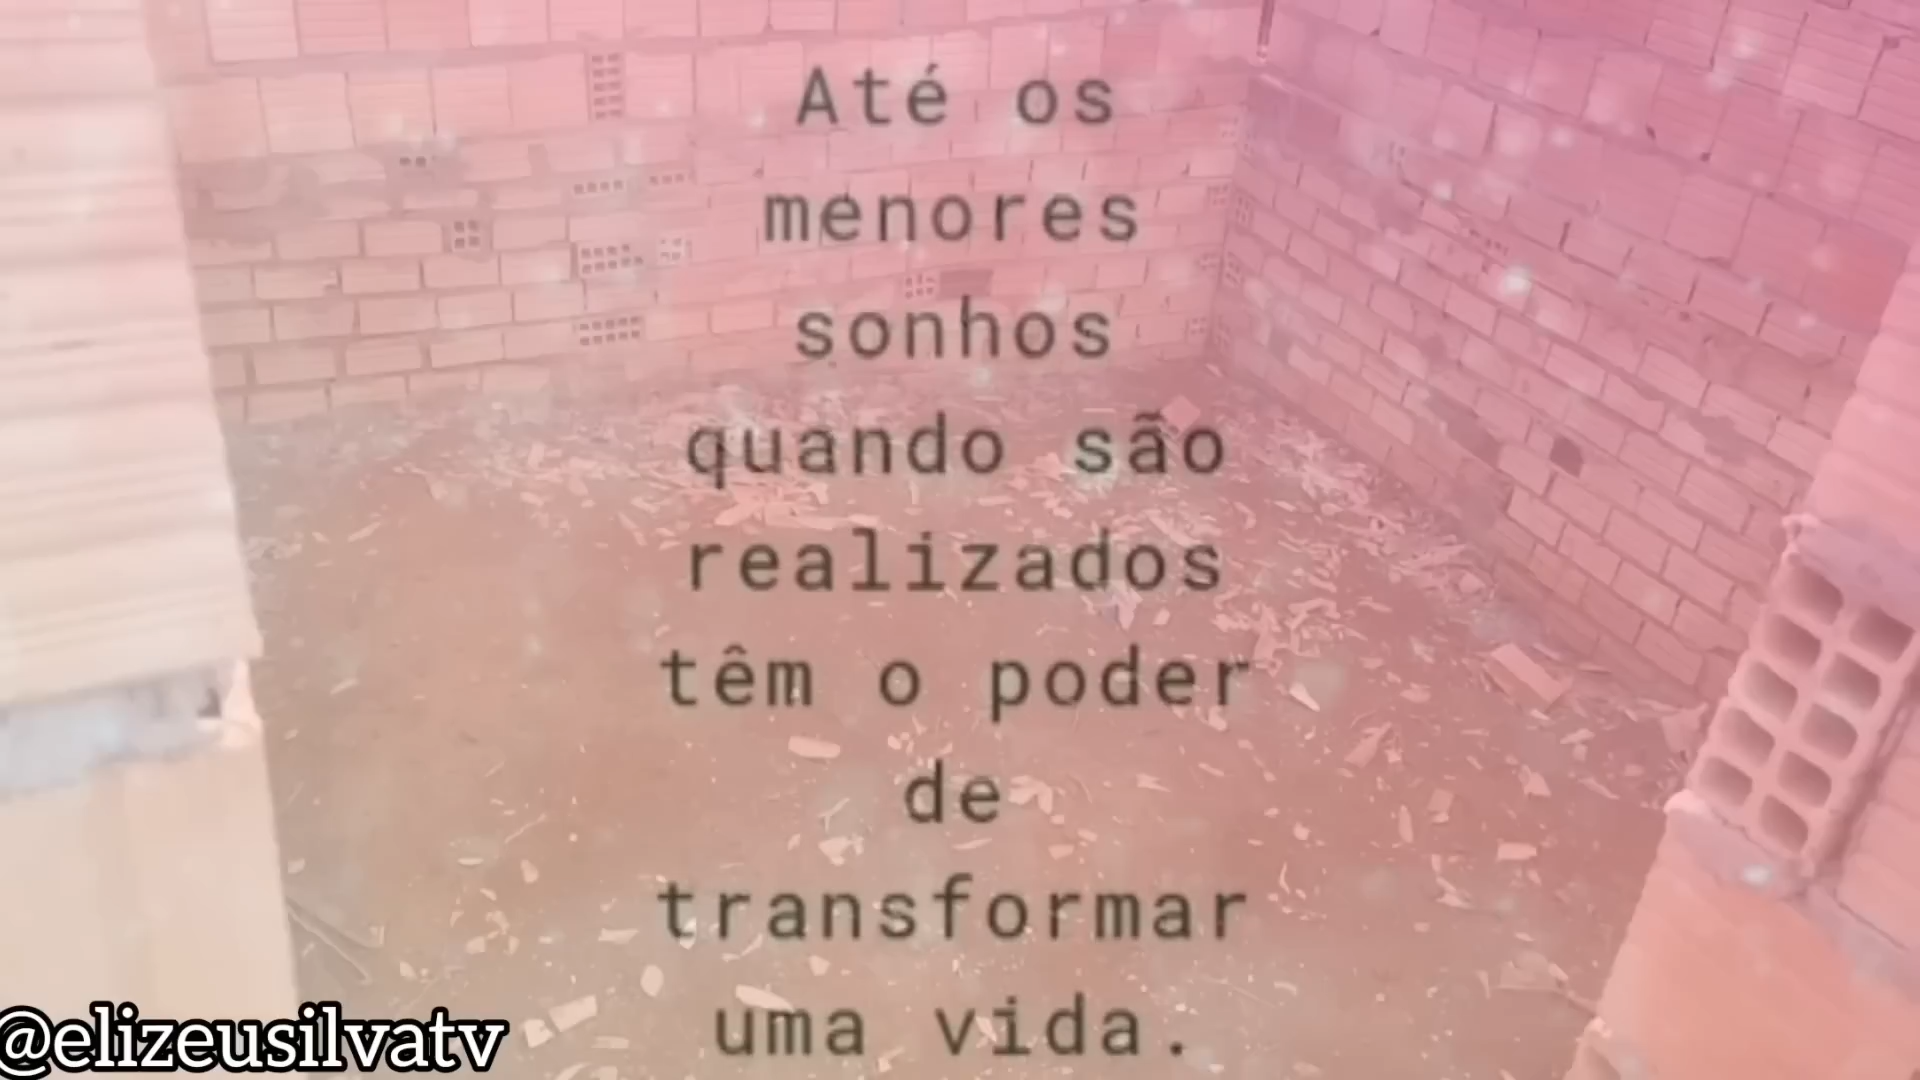 Até os
menores
sonhos
quando são
realizados
têm o poder
de
transformar
uma vida.
@elizeusilvatv